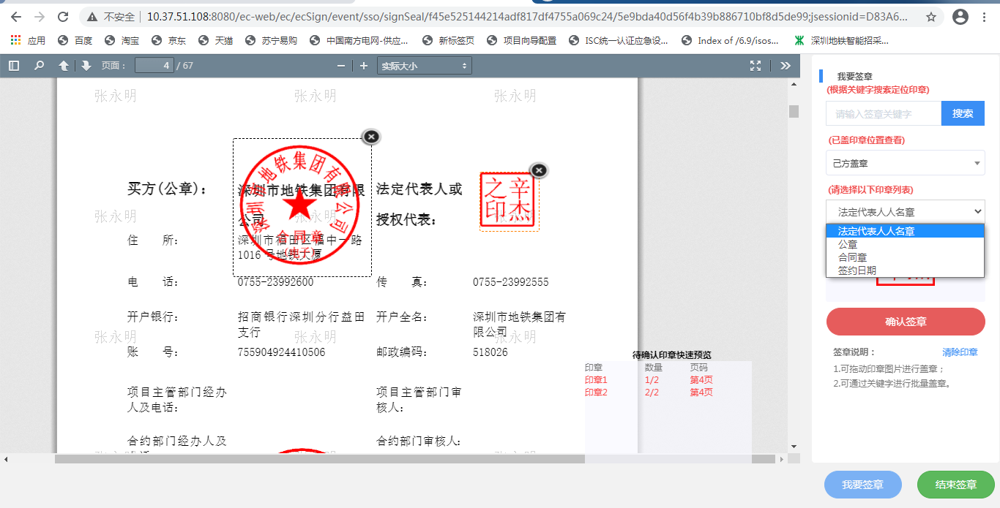 不安全 10.37.51.108:8080/ec-web/ec/ecSign/event/sso/signSeal/f45e525144214adf817df4755a069c24/5e9bda40d56f4b39b886710bf8d5de99;jsessionid=D83A6...
应用 百度 淘宝 京东 天猫 苏宁易购 中国南方电网-供应... 新标签页 项目向导配置 ISC统一认证应急设... Index of /6.9/isos... 深圳地铁智能招采...
页面： 4 / 67 实际大小
张永明 张永明 张永明
买方(公章)： 深圳市地铁集团有限公司 法定代表人或授权代表：
深圳市地铁集团有限公司
合同章
(电子)
辛杰之印
张永明 张永明 张永明
住 所： 深圳市福田区福中一路
1016 号地铁大厦
电 话： 0755-23992600 传 真： 0755-23992555
开户银行： 招商银行深圳分行益田 开户全名： 深圳市地铁集团有
支行 限公司
张永明 张永明 张永明
账 号： 755904924410506 邮政编码： 518026
项目主管部门经办 项目主管部门审
人及电话： 核人：
合约部门经办人及 合约部门审核人：
待确认印章快速预览
印章 数量 页码
印章1 1/2 第4页
印章2 2/2 第4页
我要签章
(根据关键字搜索定位印章)
请输入签章关键字 搜索
(已盖印章位置查看)
己方盖章
(请选择以下印章列表)
法定代表人人名章
法定代表人人名章
公章
合同章
签约日期
确认签章
签章说明： 清除印章
1.可拖动印章图片进行盖章；
2.可通过关键字进行批量盖章。
我要签章 结束签章